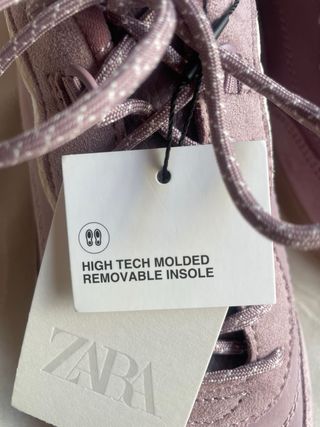 HIGH TECH MOLDED
REMOVABLE INSOLE
ZARA